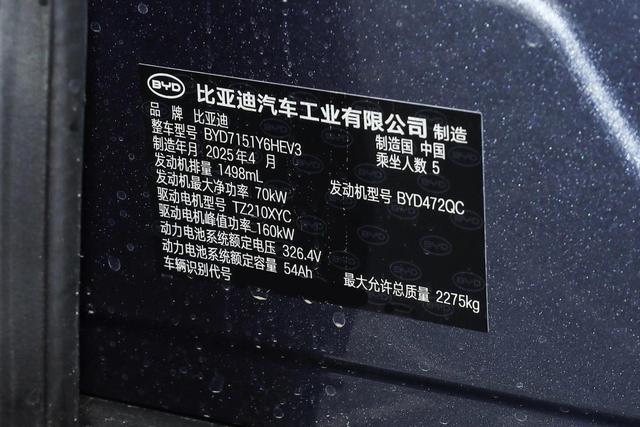 BYD 比亚迪汽车工业有限公司 制造
品 牌 比亚迪 制造国 中国
整车型号 BYD7151Y6HEV3 乘坐人数 5
制造年月 2025年4 月
发动机排量 1498mL 发动机型号 BYD472QC
发动机最大净功率 70kW
驱动电机型号 TZ210XYC
驱动电机峰值功率 160kW
动力电池系统额定电压 326.4V
动力电池系统额定容量 54Ah 最大允许总质量 2275kg
车辆识别代号